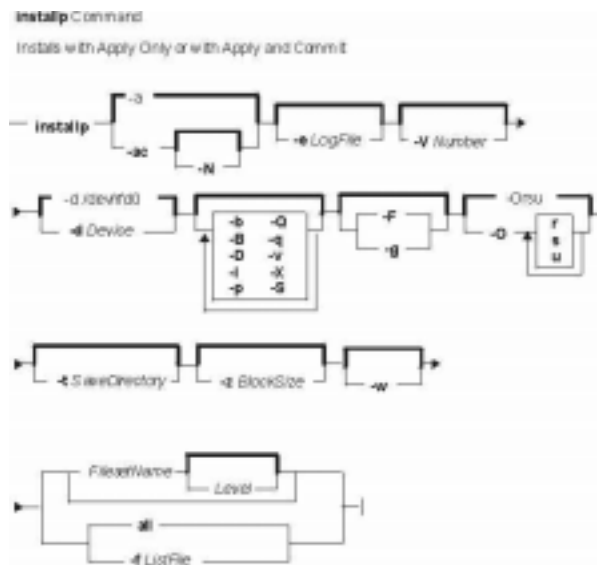 installp Command
Installs with Apply Only or with Apply and Commit
-a
installp
-ac
-N
-e LogFile
-V Number
-d /dev/rfd0
-d Device
-b -Q
-B -q
-D -v
-I -X
-p -S
-F
-g
-Orsu
-O
r
s
u
-t SaveDirectory
-z BlockSize
-w
FilesetName
Level
all
-f ListFile